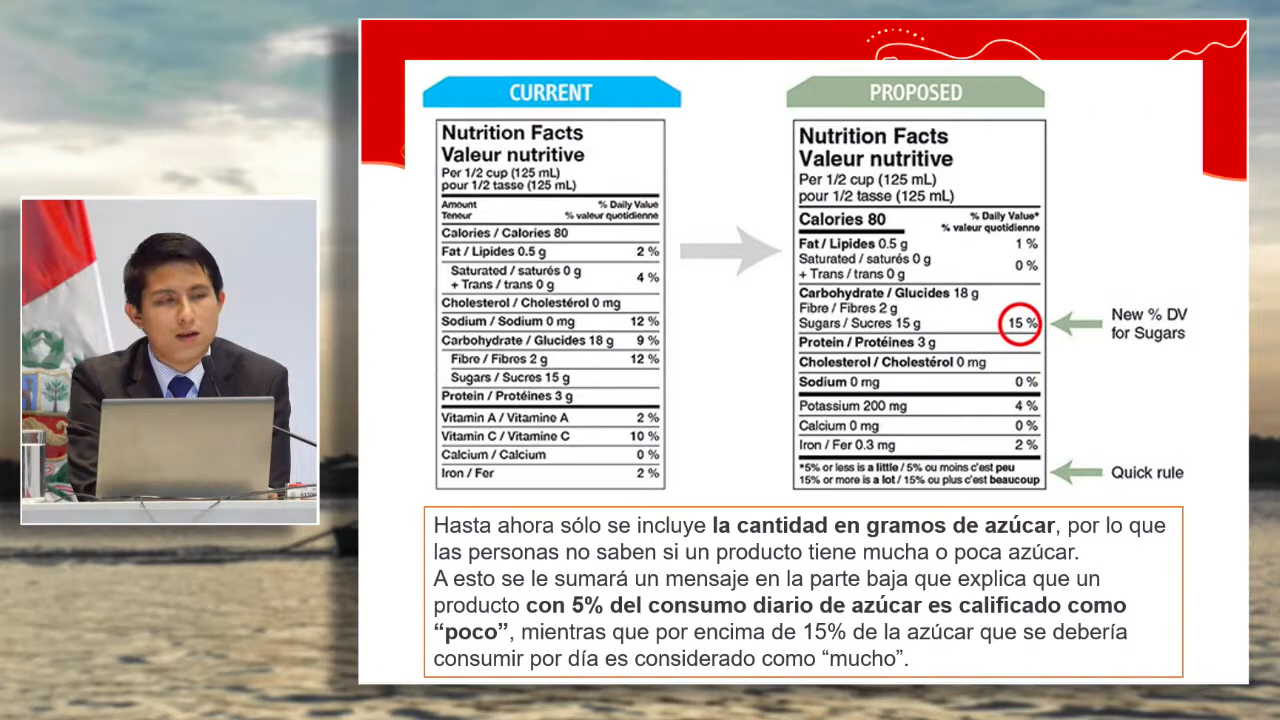 CURRENT
Nutrition Facts
Valeur nutritive
Per 1/2 cup (125 mL)
pour 1/2 tasse (125 mL)
Amount % Daily Value
Teneur % valeur quotidienne
Calories / Calories 80
Fat / Lipides 0.5 g 2 %
Saturated / saturés 0 g
+ Trans / trans 0 g 4 %
Cholesterol / Cholestérol 0 mg
Sodium / Sodium 0 mg 12 %
Carbohydrate / Glucides 18 g 9 %
Fibre / Fibres 2 g 12 %
Sugars / Sucres 15 g
Protein / Protéines 3 g
Vitamin A / Vitamine A 2 %
Vitamin C / Vitamine C 10 %
Calcium / Calcium 0 %
Iron / Fer 2 %
PROPOSED
Nutrition Facts
Valeur nutritive
Per 1/2 cup (125 mL)
pour 1/2 tasse (125 mL)
Calories 80 % Daily Value*
% valeur quotidienne
Fat / Lipides 0.5 g 1 %
Saturated / saturés 0 g
+ Trans / trans 0 g 0 %
Carbohydrate / Glucides 18 g
Fibre / Fibres 2 g
Sugars / Sucres 15 g 15 %
Protein / Protéines 3 g
Cholesterol / Cholestérol 0 mg
Sodium 0 mg 0 %
Potassium 200 mg 4 %
Calcium 0 mg 0 %
Iron / Fer 0.3 mg 2 %
*5% or less is a little / 5% ou moins c'est peu
15% or more is a lot / 15% ou plus c'est beaucoup
New % DV
for Sugars
Quick rule
Hasta ahora sólo se incluye la cantidad en gramos de azúcar, por lo que
las personas no saben si un producto tiene mucha o poca azúcar.
A esto se le sumará un mensaje en la parte baja que explica que un
producto con 5% del consumo diario de azúcar es calificado como
“poco”, mientras que por encima de 15% de la azúcar que se debería
consumir por día es considerado como “mucho”.